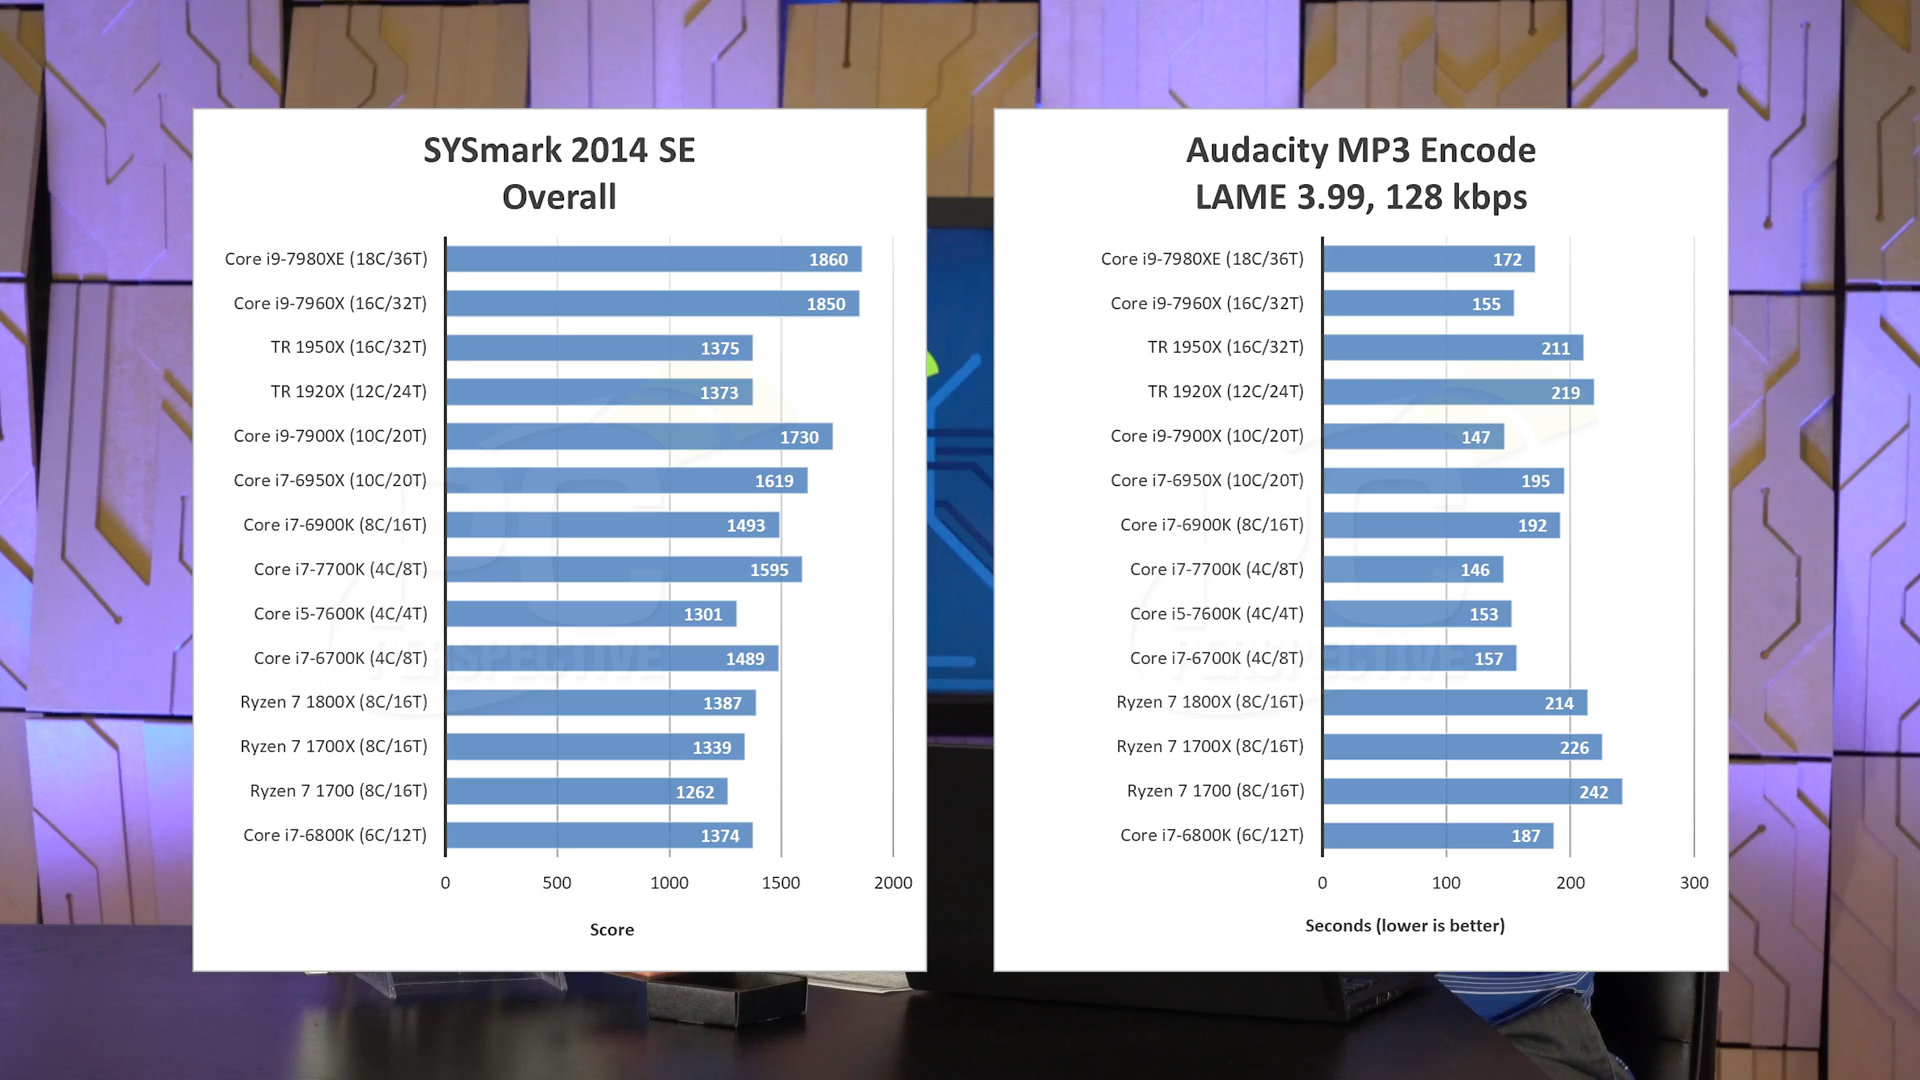 SYSmark 2014 SE
Overall
Core i9-7980XE (18C/36T) 1860
Core i9-7960X (16C/32T) 1850
TR 1950X (16C/32T) 1375
TR 1920X (12C/24T) 1373
Core i9-7900X (10C/20T) 1730
Core i7-6950X (10C/20T) 1619
Core i7-6900K (8C/16T) 1493
Core i7-7700K (4C/8T) 1595
Core i5-7600K (4C/4T) 1301
Core i7-6700K (4C/8T) 1489
Ryzen 7 1800X (8C/16T) 1387
Ryzen 7 1700X (8C/16T) 1339
Ryzen 7 1700 (8C/16T) 1262
Core i7-6800K (6C/12T) 1374
0 500 1000 1500 2000
Score
PC
PERSPECTIVE
Audacity MP3 Encode
LAME 3.99, 128 kbps
Core i9-7980XE (18C/36T) 172
Core i9-7960X (16C/32T) 155
TR 1950X (16C/32T) 211
TR 1920X (12C/24T) 219
Core i9-7900X (10C/20T) 147
Core i7-6950X (10C/20T) 195
Core i7-6900K (8C/16T) 192
Core i7-7700K (4C/8T) 146
Core i5-7600K (4C/4T) 153
Core i7-6700K (4C/8T) 157
Ryzen 7 1800X (8C/16T) 214
Ryzen 7 1700X (8C/16T) 226
Ryzen 7 1700 (8C/16T) 242
Core i7-6800K (6C/12T) 187
0 100 200 300
Seconds (lower is better)
PC
PERSPECTIVE